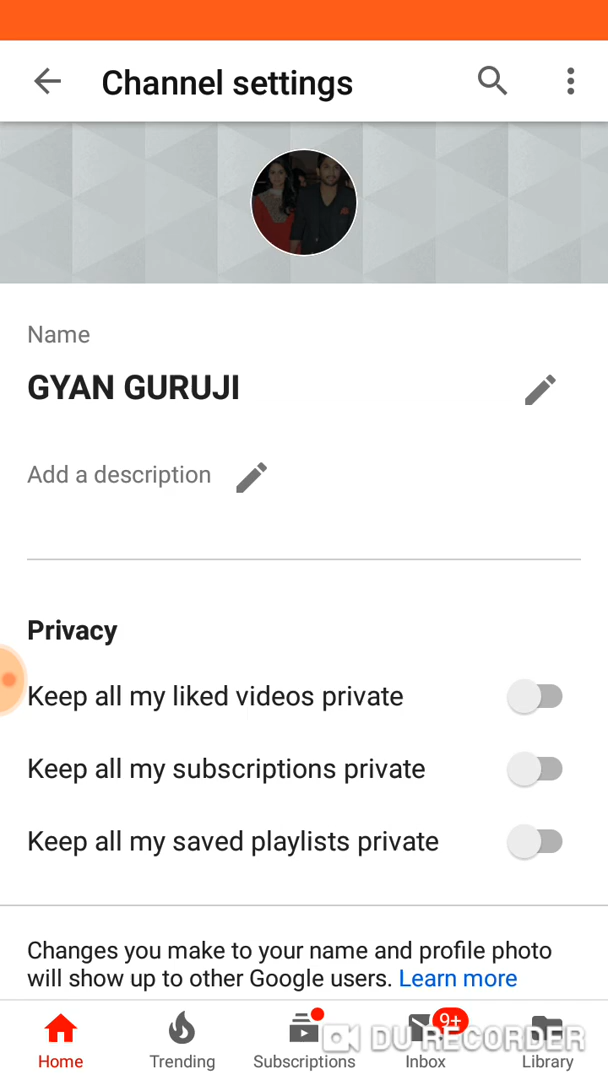 Channel settings
Name
GYAN GURUJI
Add a description
Privacy
Keep all my liked videos private
Keep all my subscriptions private
Keep all my saved playlists private
Changes you make to your name and profile photo
will show up to other Google users. Learn more
9+
DU RECORDER
Home Trending Subscriptions Inbox Library